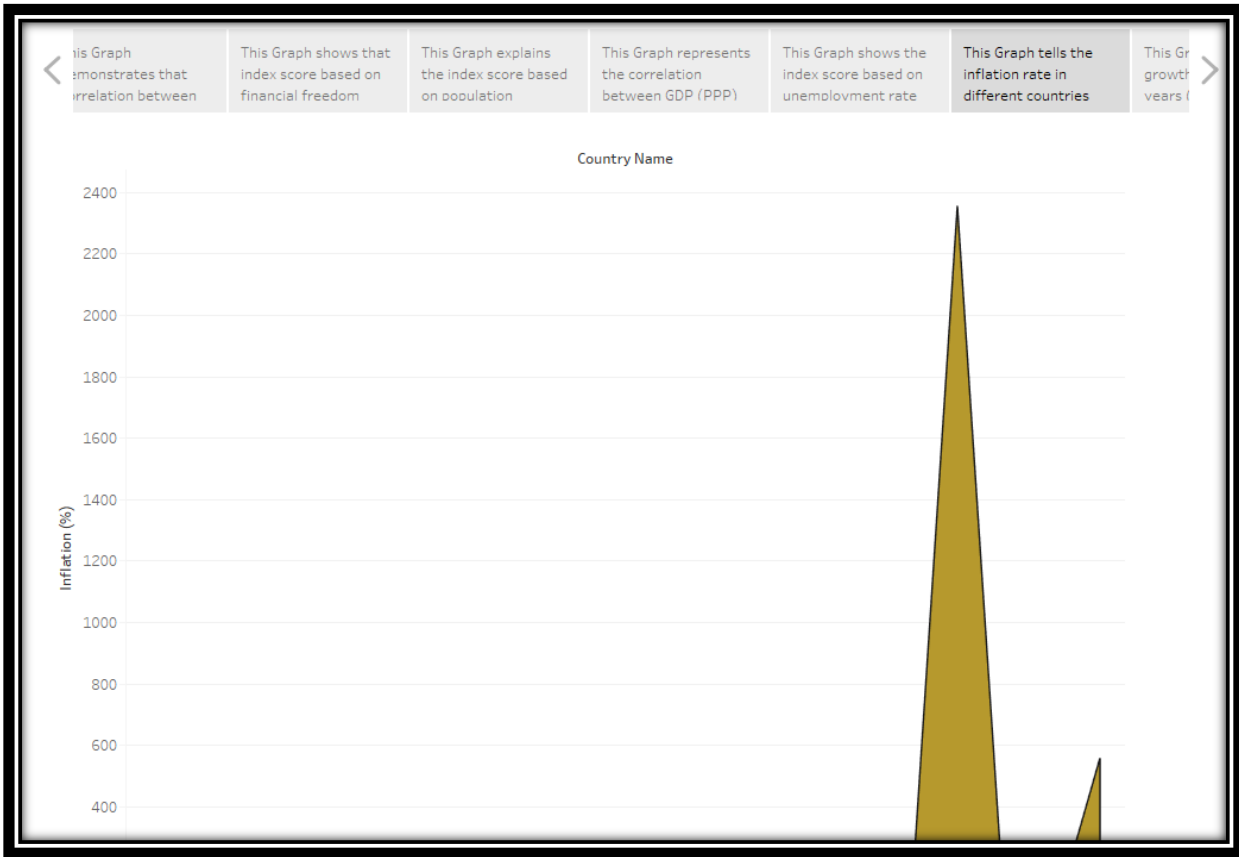 his Graph
emonstrates that
orrelation between
This Graph shows that
index score based on
financial freedom
This Graph explains
the index score based
on population
This Graph represents
the correlation
between GDP (PPP)
This Graph shows the
index score based on
unemployment rate
This Graph tells the
inflation rate in
different countries
This Gr
growth
years (
Country Name
2400
2200
2000
1800
1600
1400
1200
1000
800
600
400
Inflation (%)